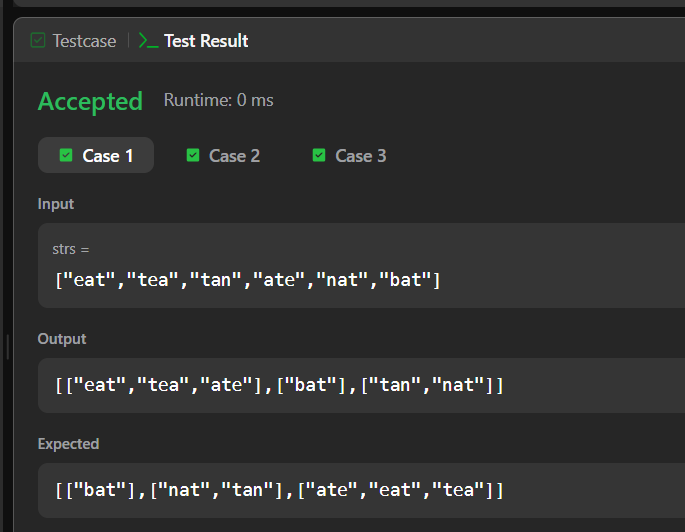 Testcase
Test Result
Accepted Runtime: 0 ms
Case 1 Case 2 Case 3
Input
strs =
["eat","tea","tan","ate","nat","bat"]
Output
[["eat","tea","ate"],["bat"],["tan","nat"]]
Expected
[["bat"],["nat","tan"],["ate","eat","tea"]]